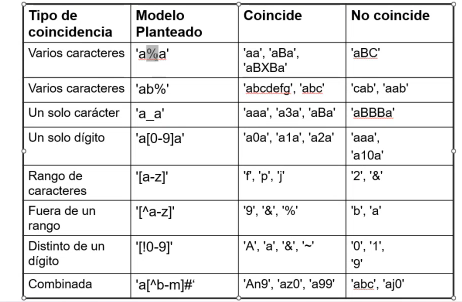 Tipo de coincidencia | Modelo Planteado | Coincide | No coincide
Varios caracteres | 'a%a' | 'aa', 'aBa', 'aBXBa' | 'aBC'
Varios caracteres | 'ab%' | 'abcdefg', 'abc' | 'cab', 'aab'
Un solo carácter | 'a_a' | 'aaa', 'a3a', 'aBa' | 'aBBBa'
Un solo dígito | 'a[0-9]a' | 'a0a', 'a1a', 'a2a' | 'aaa', 'a10a'
Rango de caracteres | '[a-z]' | 'f', 'p', 'j' | '2', '&'
Fuera de un rango | '[^a-z]' | '9', '&', '%' | 'b', 'a'
Distinto de un dígito | '[!0-9]' | 'A', 'a', '&', '~' | '0', '1', '9'
Combinada | 'a[^b-m]#' | 'An9', 'az0', 'a99' | 'abc', 'aj0'